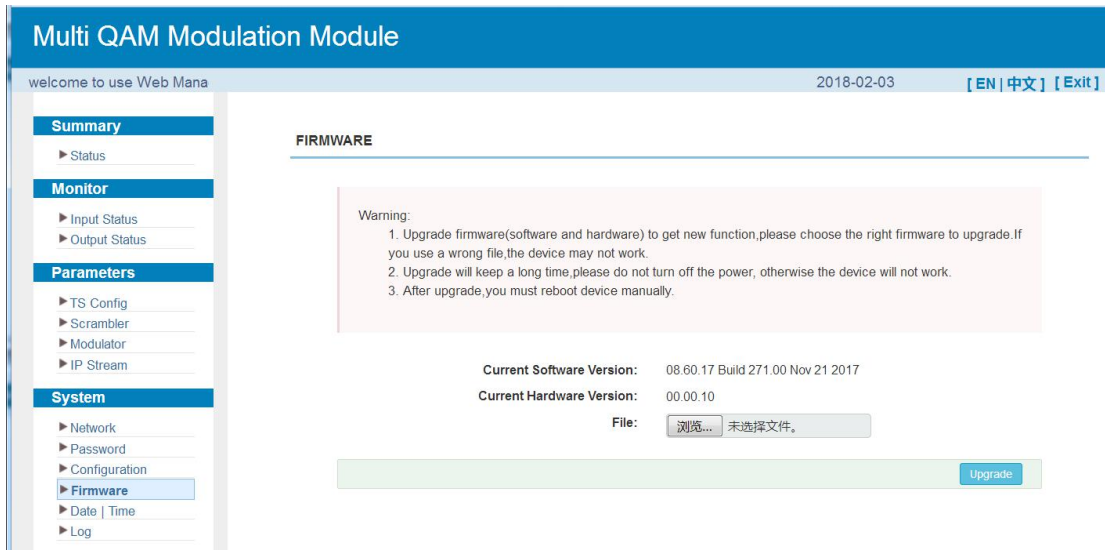 Multi QAM Modulation Module
welcome to use Web Mana
2018-02-03
[ EN | 中文 ] [ Exit ]
Summary
Status
Monitor
Input Status
Output Status
Parameters
TS Config
Scrambler
Modulator
IP Stream
System
Network
Password
Configuration
Firmware
Date | Time
Log
FIRMWARE
Warning:
1. Upgrade firmware(software and hardware) to get new function,please choose the right firmware to upgrade.If
you use a wrong file,the device may not work.
2. Upgrade will keep a long time,please do not turn off the power, otherwise the device will not work.
3. After upgrade,you must reboot device manually.
Current Software Version: 08.60.17 Build 271.00 Nov 21 2017
Current Hardware Version: 00.00.10
File: 浏览... 未选择文件。
Upgrade